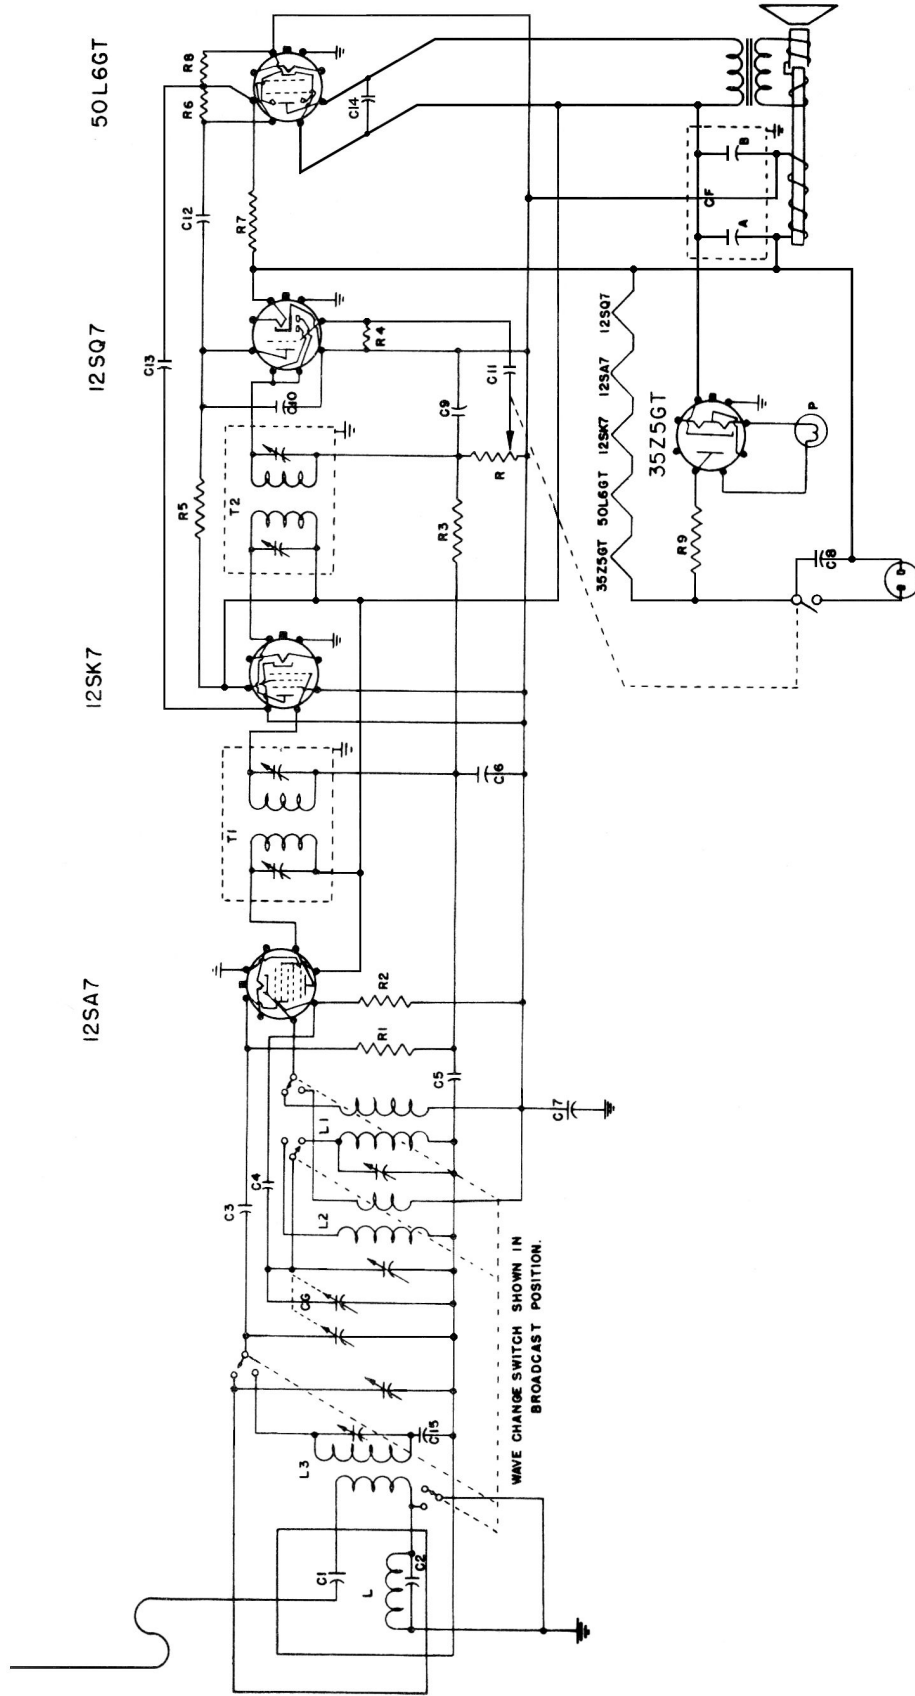 12SA7
12SK7
12SQ7
50L6GT
C13
R5
C12
R6
R8
T1
T2
C3
C4
C10
R7
L3
CG
L2
L1
C1
C14
L
R1
R2
R4
C2
C15
C5
R3
C9
C6
R
C11
C7
WAVE CHANGE SWITCH SHOWN IN
BROADCAST POSITION.
35Z5GT
50L6GT
12SK7
12SA7
12SQ7
35Z5GT
R9
CF
A
B
P
C8